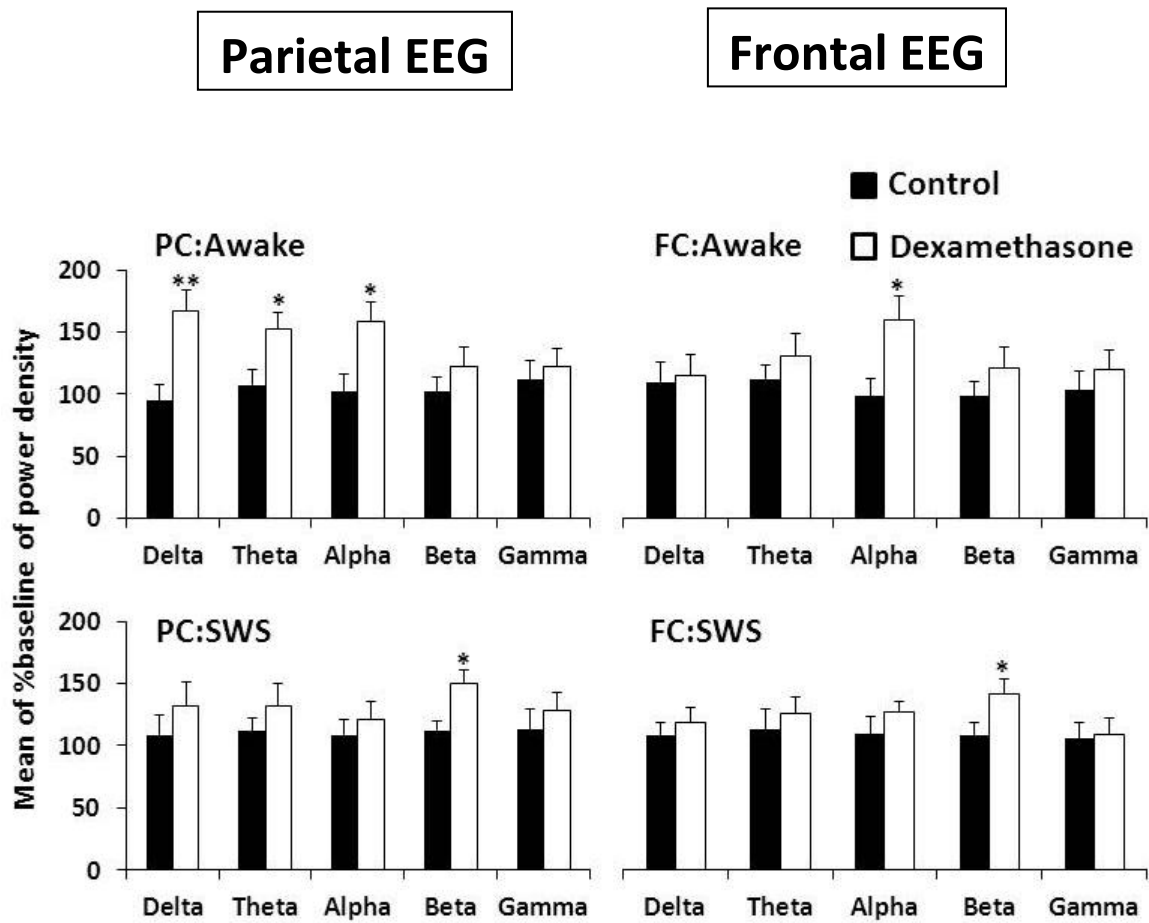 Parietal EEG
Frontal EEG
Control
Dexamethasone
Mean of %baseline of power density
PC:Awake
200
150
100
50
0
** * *
Delta Theta Alpha Beta Gamma
FC:Awake
*
Delta Theta Alpha Beta Gamma
PC:SWS
200
150
100
50
0
*
Delta Theta Alpha Beta Gamma
FC:SWS
*
Delta Theta Alpha Beta Gamma